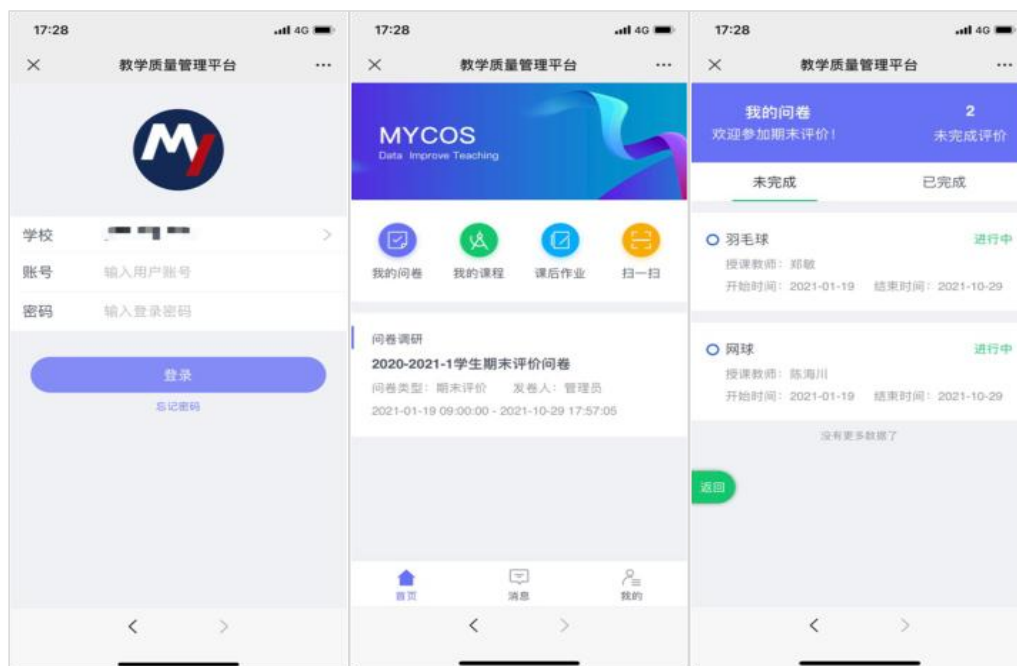 17:28
4G
教学质量管理平台
My
学校
账号 输入用户账号
密码 输入登录密码
登录
忘记密码
17:28
4G
教学质量管理平台
MYCOS
Data Improve Teaching
我的问卷 我的课程 课后作业 扫一扫
问卷调研
2020-2021-1学生期末评价问卷
问卷类型：期末评价 发卷人：管理员
2021-01-19 09:00:00 - 2021-10-29 17:57:05
首页 消息 我的
17:28
4G
教学质量管理平台
我的问卷 2
欢迎参加期末评价！ 未完成评价
未完成 已完成
羽毛球 进行中
授课教师：郑敏
开始时间：2021-01-19 结束时间：2021-10-29
网球 进行中
授课教师：陈海川
开始时间：2021-01-19 结束时间：2021-10-29
没有更多数据了
返回